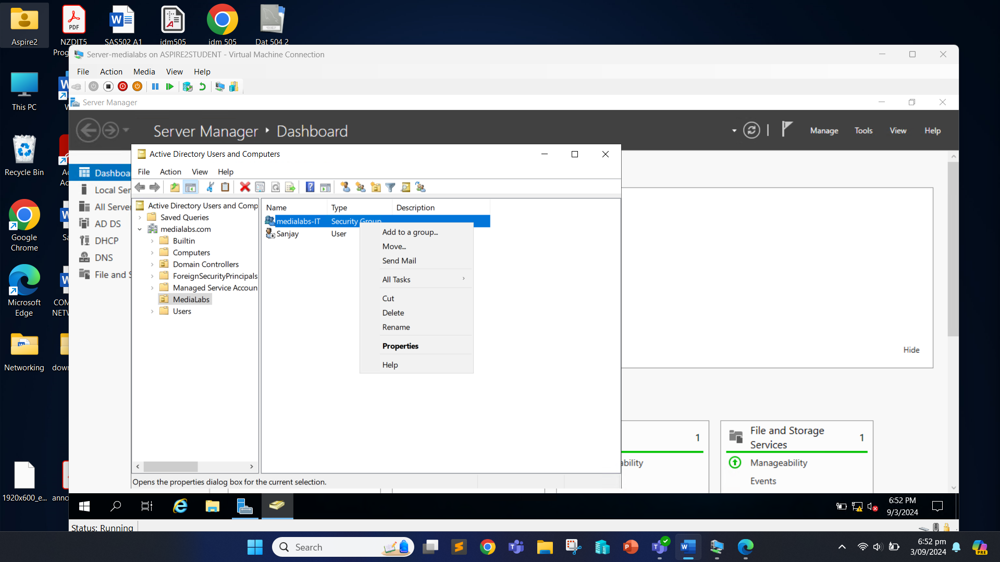 Aspire2
NZDIT5
Prog
SAS502 A1
idm505
idm 505
Dat 504 2
Server-medialabs on ASPIRE2STUDENT - Virtual Machine Connection
File Action Media View Help
Server Manager
Server Manager ‣ Dashboard
Manage Tools View Help
This PC
Recycle Bin
Google
Chrome
Microsoft
Edge
COM
NETV
Networking
down
1920x600_e...
anno
Dashboa
Local Ser
All Server
AD DS
DHCP
DNS
File and S
Active Directory Users and Computers
File Action View Help
Active Directory Users and Comp
Saved Queries
medialabs.com
Builtin
Computers
Domain Controllers
ForeignSecurityPrincipals
Managed Service Accoun
MediaLabs
Users
Name Type Description
medialabs-IT Security Group
Sanjay User
Add to a group...
Move...
Send Mail
All Tasks
Cut
Delete
Rename
Properties
Help
Opens the properties dialog box for the current selection.
Hide
1
ability
File and Storage
Services
1
Manageability
Events
6:52 PM
9/3/2024
Status: Running
Search
6:52 pm
3/09/2024
PRE